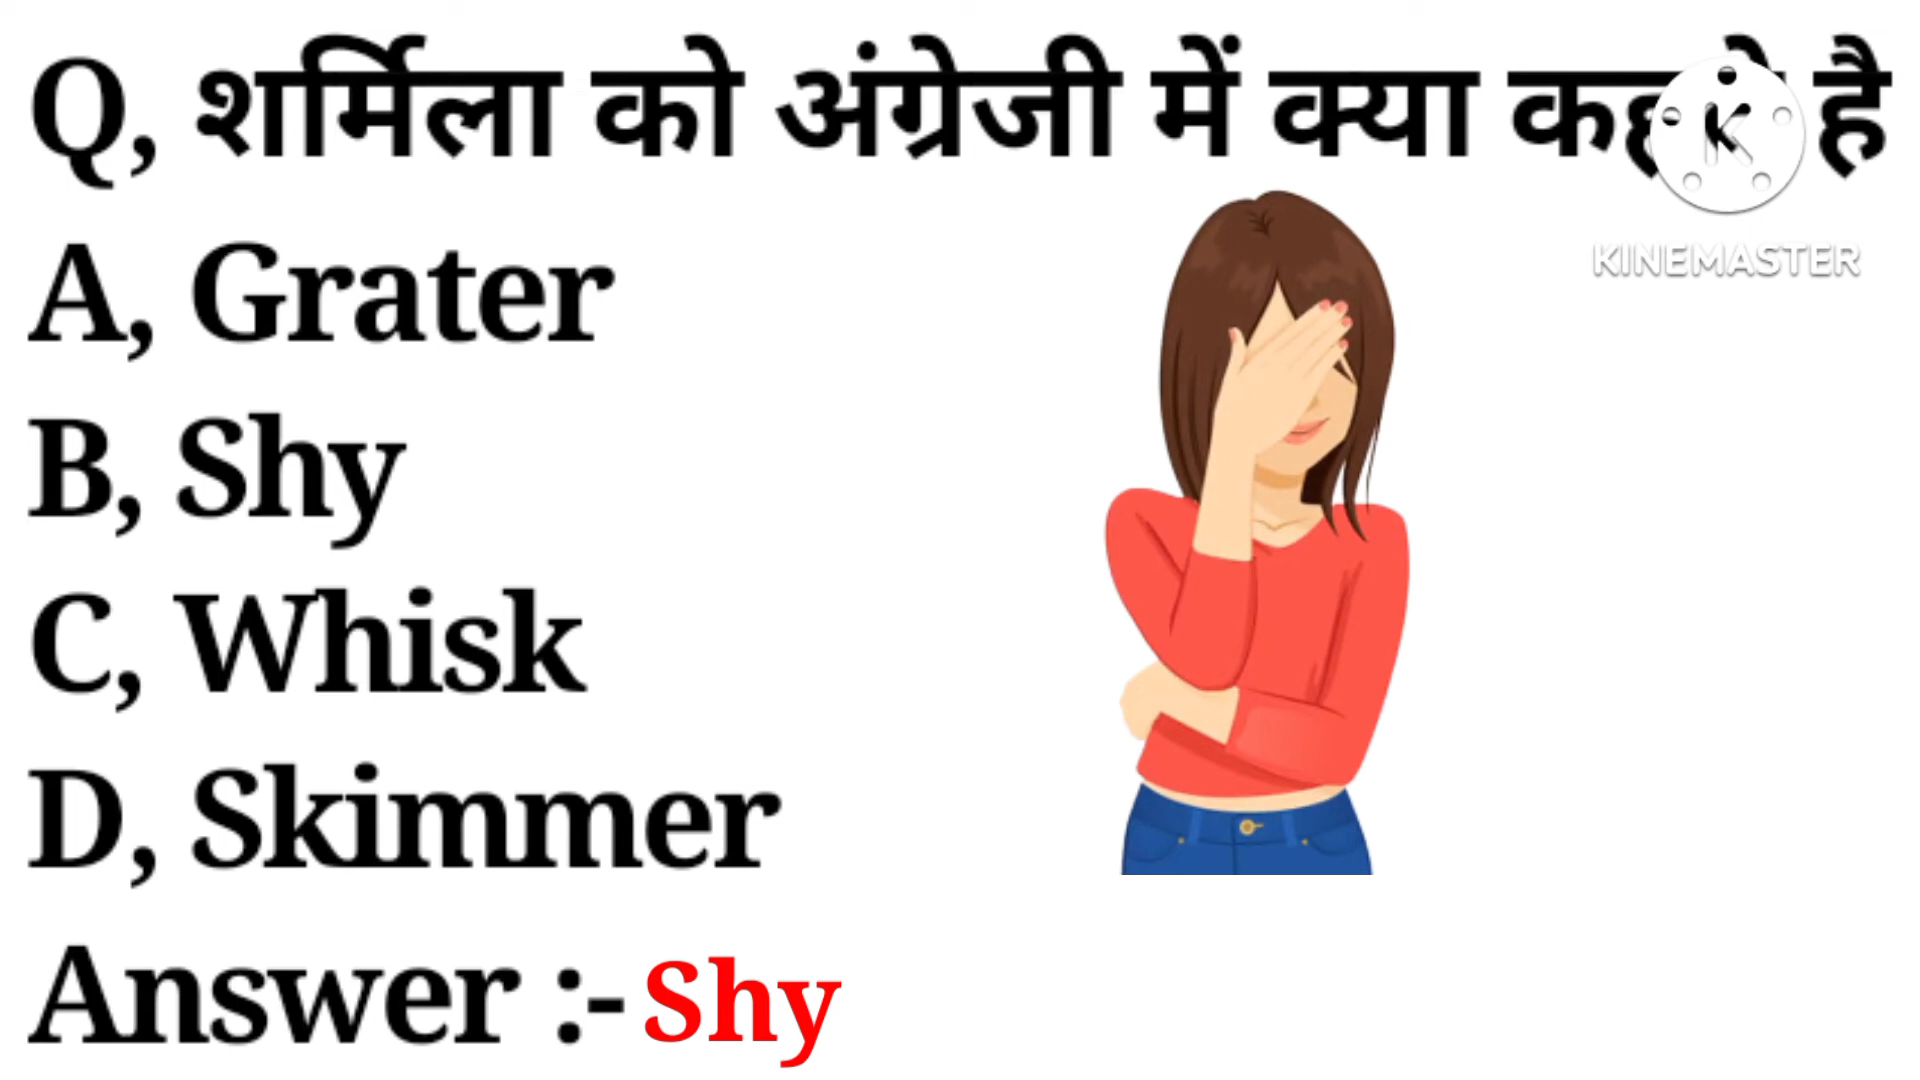 Q, शर्मिला को अंग्रेजी में क्या है
K
KINEMASTER
A, Grater
B, Shy
C, Whisk
D, Skimmer
Answer :- Shy